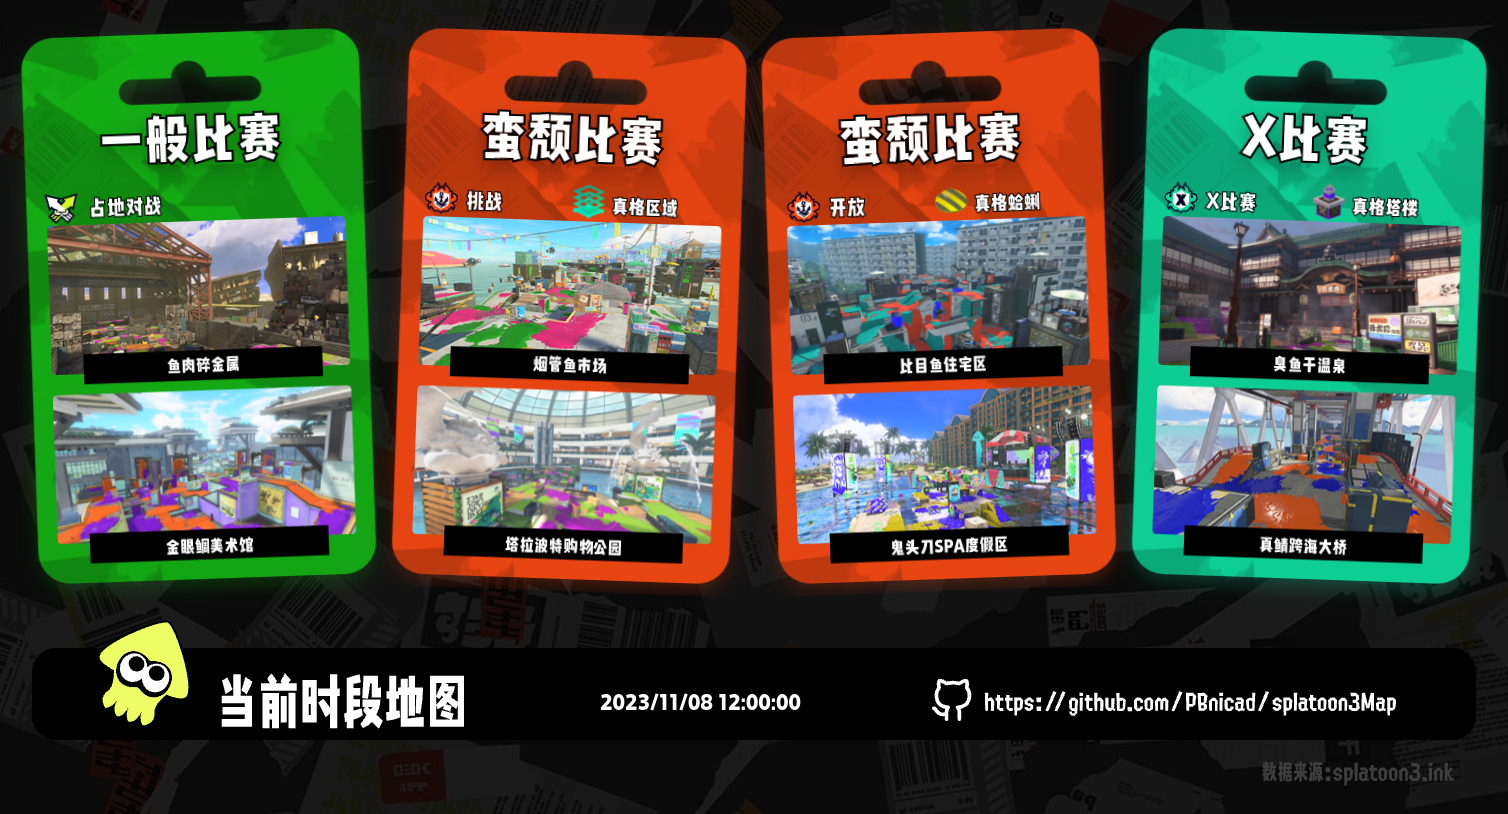 一般比赛
占地对战
鱼肉碎金属
金眼鲷美术馆
蛮颓比赛
挑战
真格区域
烟管鱼市场
塔拉波特购物公园
蛮颓比赛
开放
真格蛤蜊
比目鱼住宅区
鬼头刀SPA度假区
X比赛
X比赛
真格塔楼
臭鱼干温泉
真鲭跨海大桥
当前时段地图
2023/11/08 12:00:00
https://github.com/PBnicad/splatoon3Map
数据来源:splatoon3.ink